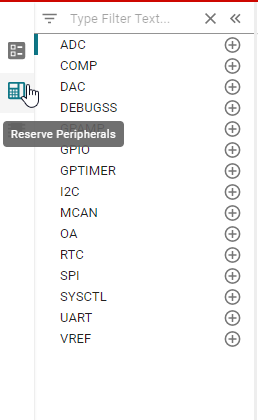 Type Filter Text...
ADC
COMP
DAC
DEBUGSS
Reserve Peripherals
GPIO
GPTIMER
I2C
MCAN
OA
RTC
SPI
SYSCTL
UART
VREF